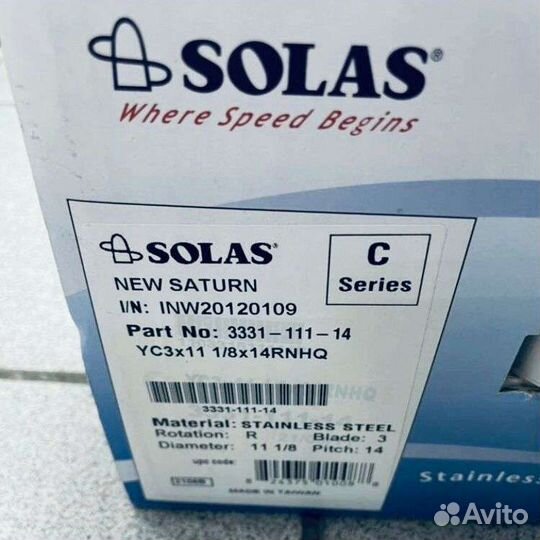 SOLAS®
Where Speed Begins
SOLAS®
C
Series
NEW SATURN
I/N: INW20120109
Part No: 3331-111-14
YC3x11 1/8x14RNHQ
3331-111-14
Material: STAINLESS STEEL
Rotation: R Blade: 3
Diameter: 11 1/8 Pitch: 14
upc code:
2106B
MADE IN TAIWAN
Stainless
Avito